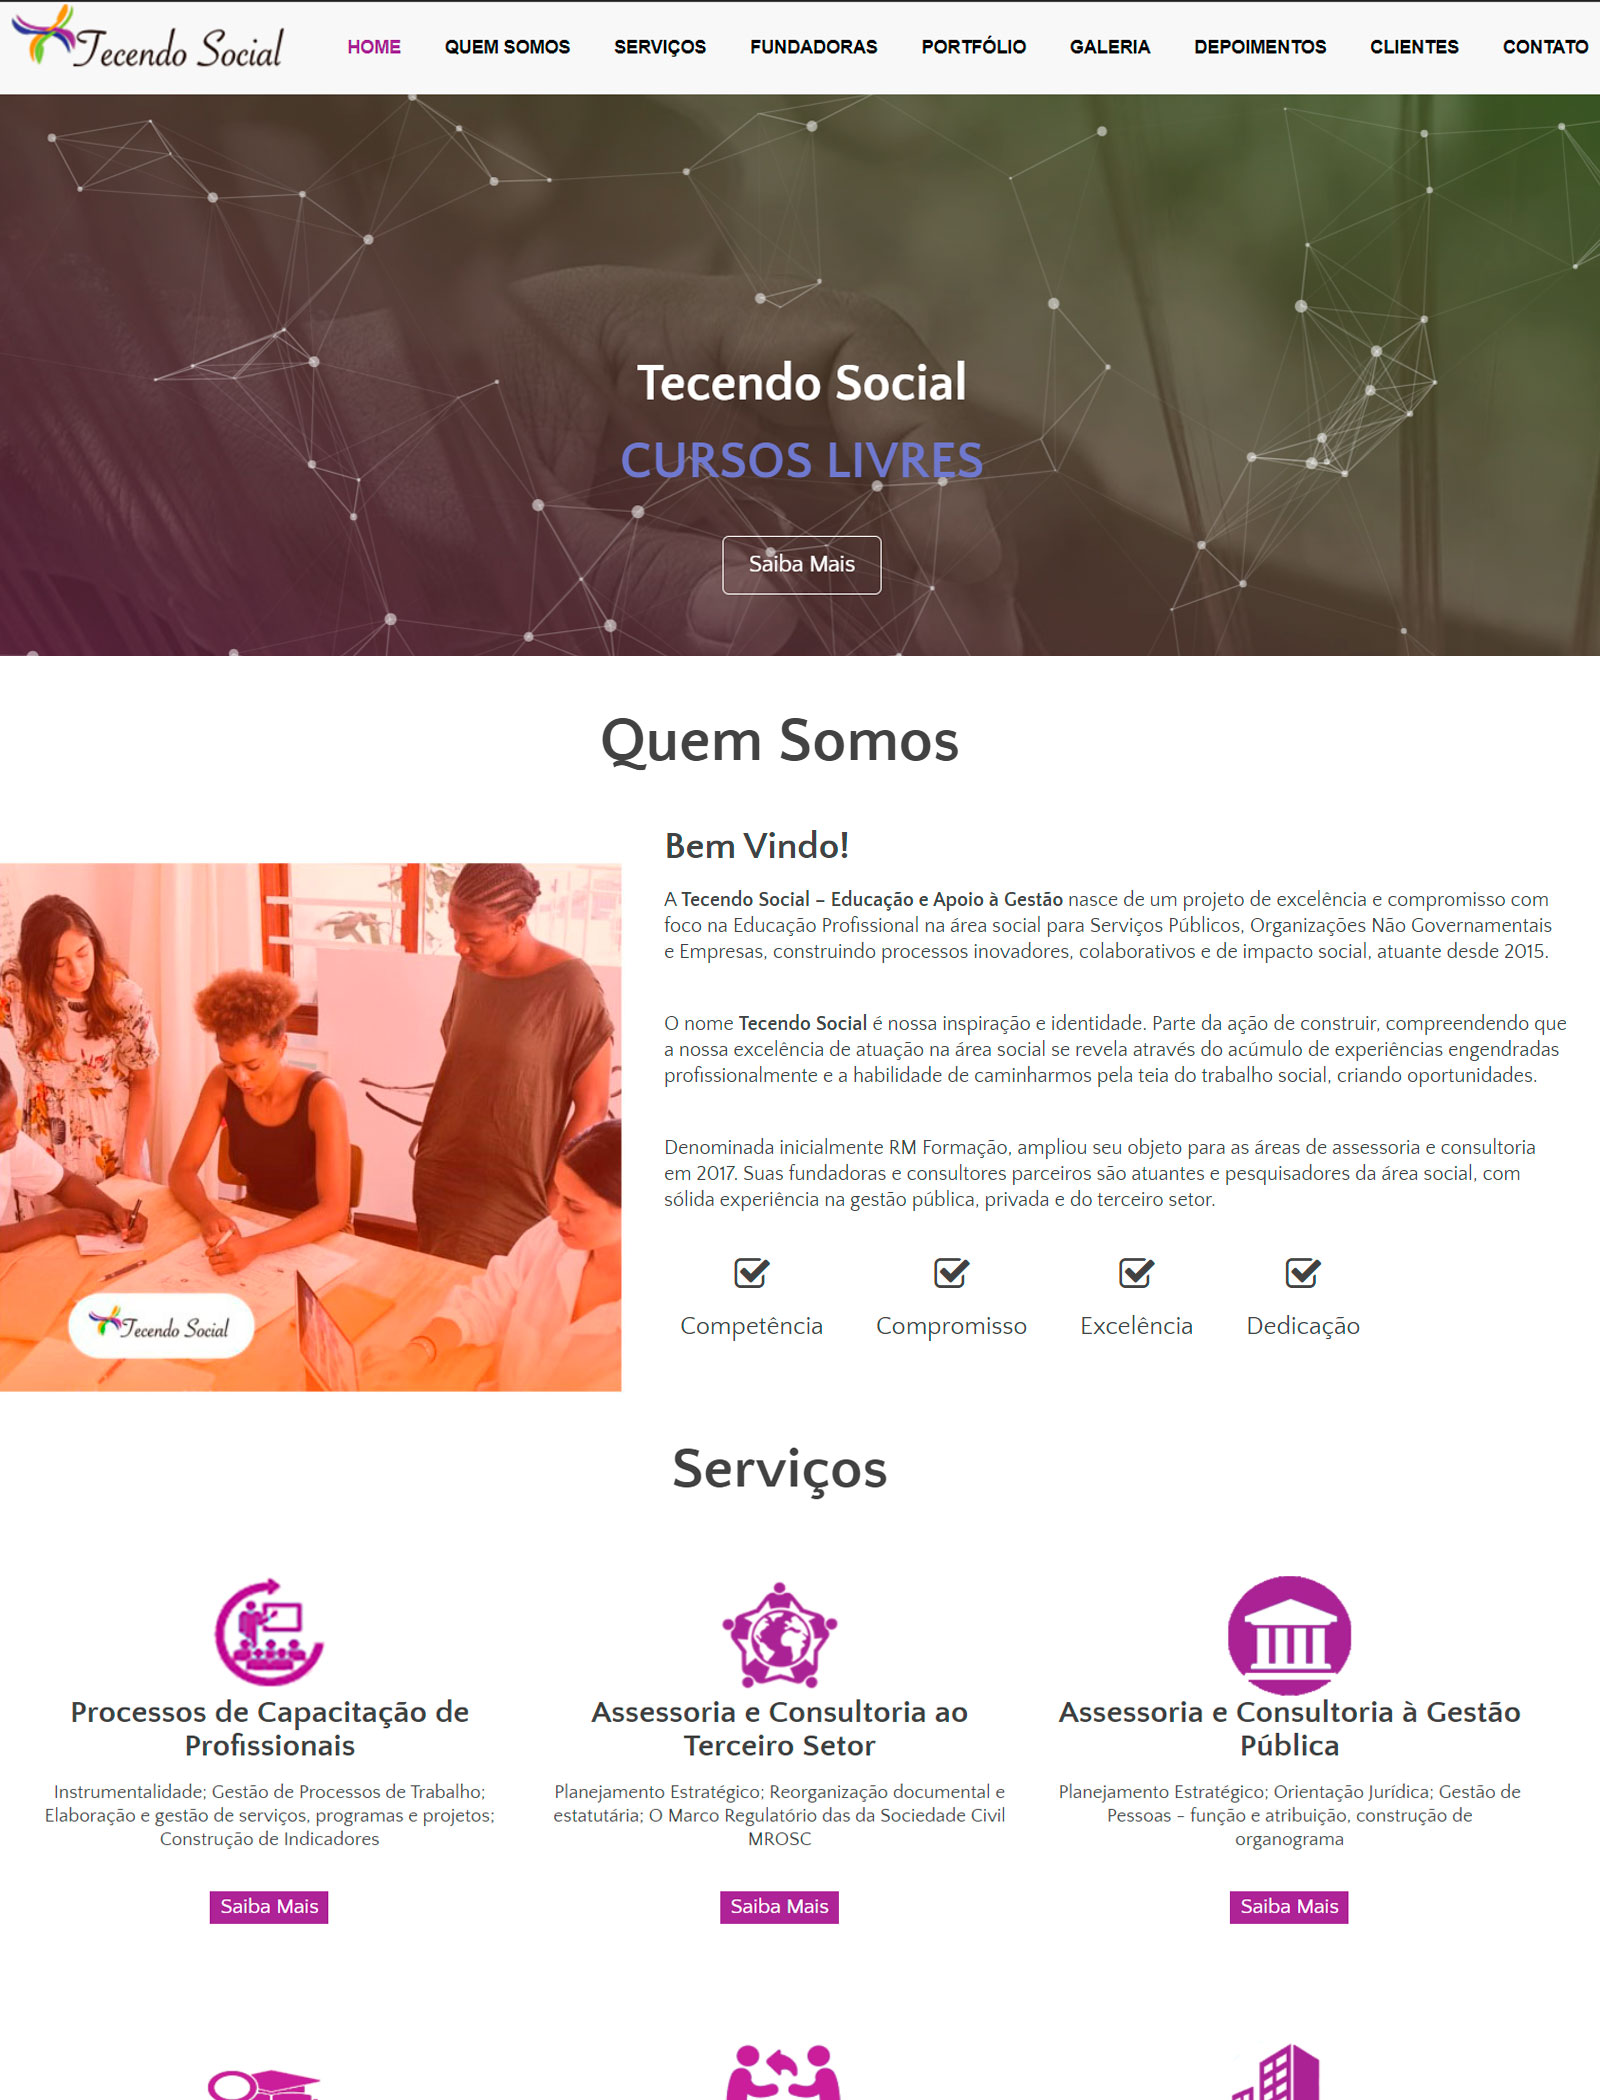 Tecendo Social
HOME
QUEM SOMOS
SERVIÇOS
FUNDADORAS
PORTFÓLIO
GALERIA
DEPOIMENTOS
CLIENTES
CONTATO
Tecendo Social
CURSOS LIVRES
Saiba Mais
Quem Somos
Bem Vindo!
A Tecendo Social – Educação e Apoio à Gestão nasce de um projeto de excelência e compromisso com
foco na Educação Profissional na área social para Serviços Públicos, Organizações Não Governamentais
e Empresas, construindo processos inovadores, colaborativos e de impacto social, atuante desde 2015.
O nome Tecendo Social é nossa inspiração e identidade. Parte da ação de construir, compreendendo que
a nossa excelência de atuação na área social se revela através do acúmulo de experiências engendradas
profissionalmente e a habilidade de caminharmos pela teia do trabalho social, criando oportunidades.
Denominada inicialmente RM Formação, ampliou seu objeto para as áreas de assessoria e consultoria
em 2017. Suas fundadoras e consultores parceiros são atuantes e pesquisadores da área social, com
sólida experiência na gestão pública, privada e do terceiro setor.
Competência
Compromisso
Excelência
Dedicação
Tecendo Social
Serviços
Processos de Capacitação de
Profissionais
Instrumentalidade; Gestão de Processos de Trabalho;
Elaboração e gestão de serviços, programas e projetos;
Construção de Indicadores
Saiba Mais
Assessoria e Consultoria ao
Terceiro Setor
Planejamento Estratégico; Reorganização documental e
estatutária; O Marco Regulatório das da Sociedade Civil
MROSC
Saiba Mais
Assessoria e Consultoria à Gestão
Pública
Planejamento Estratégico; Orientação Jurídica; Gestão de
Pessoas - função e atribuição, construção de
organograma
Saiba Mais